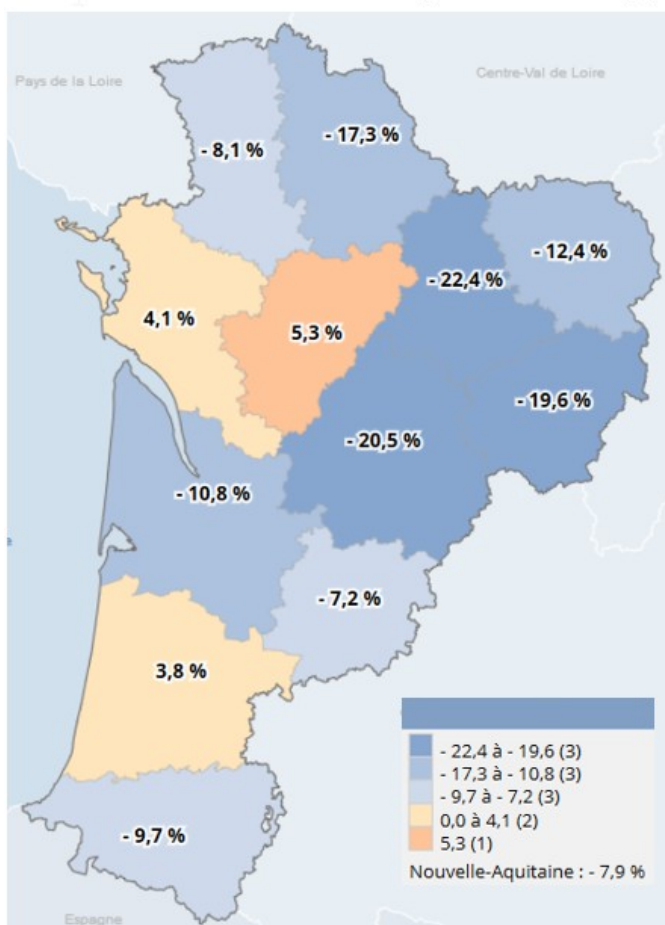 Pays de la Loire
Centre-Val de Loire
- 17,3 %
- 8,1 %
- 12,4 %
- 22,4 %
4,1 %
5,3 %
- 19,6 %
- 20,5 %
- 10,8 %
- 7,2 %
3,8 %
- 22,4 à - 19,6 (3)
- 17,3 à - 10,8 (3)
- 9,7 à - 7,2 (3)
0,0 à 4,1 (2)
5,3 (1)
Nouvelle-Aquitaine : - 7,9 %
- 9,7 %
Espagne